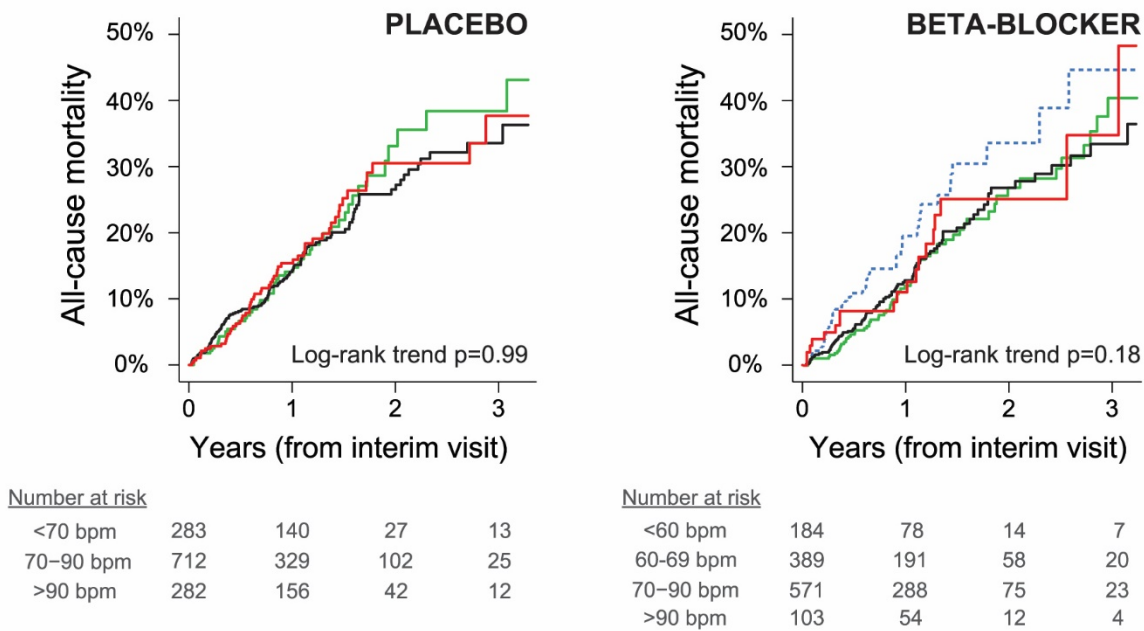 PLACEBO
50%
40%
30%
20%
10%
0%
All-cause mortality
Log-rank trend p=0.99
0 1 2 3
Years (from interim visit)
Number at risk
<70 bpm 283 140 27 13
70−90 bpm 712 329 102 25
>90 bpm 282 156 42 12
BETA-BLOCKER
50%
40%
30%
20%
10%
0%
All-cause mortality
Log-rank trend p=0.18
0 1 2 3
Years (from interim visit)
Number at risk
<60 bpm 184 78 14 7
60-69 bpm 389 191 58 20
70−90 bpm 571 288 75 23
>90 bpm 103 54 12 4